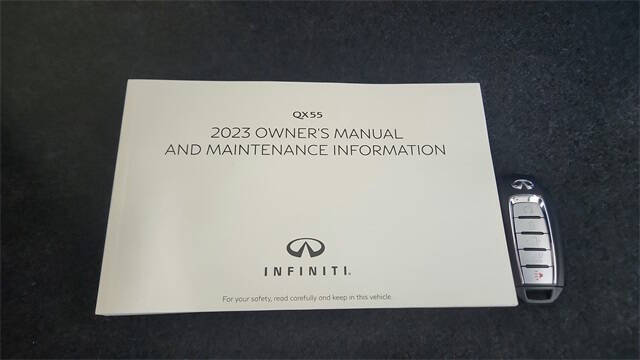 QX55
2023 OWNER'S MANUAL
AND MAINTENANCE INFORMATION
INFINITI
For your safety, read carefully and keep in this vehicle.